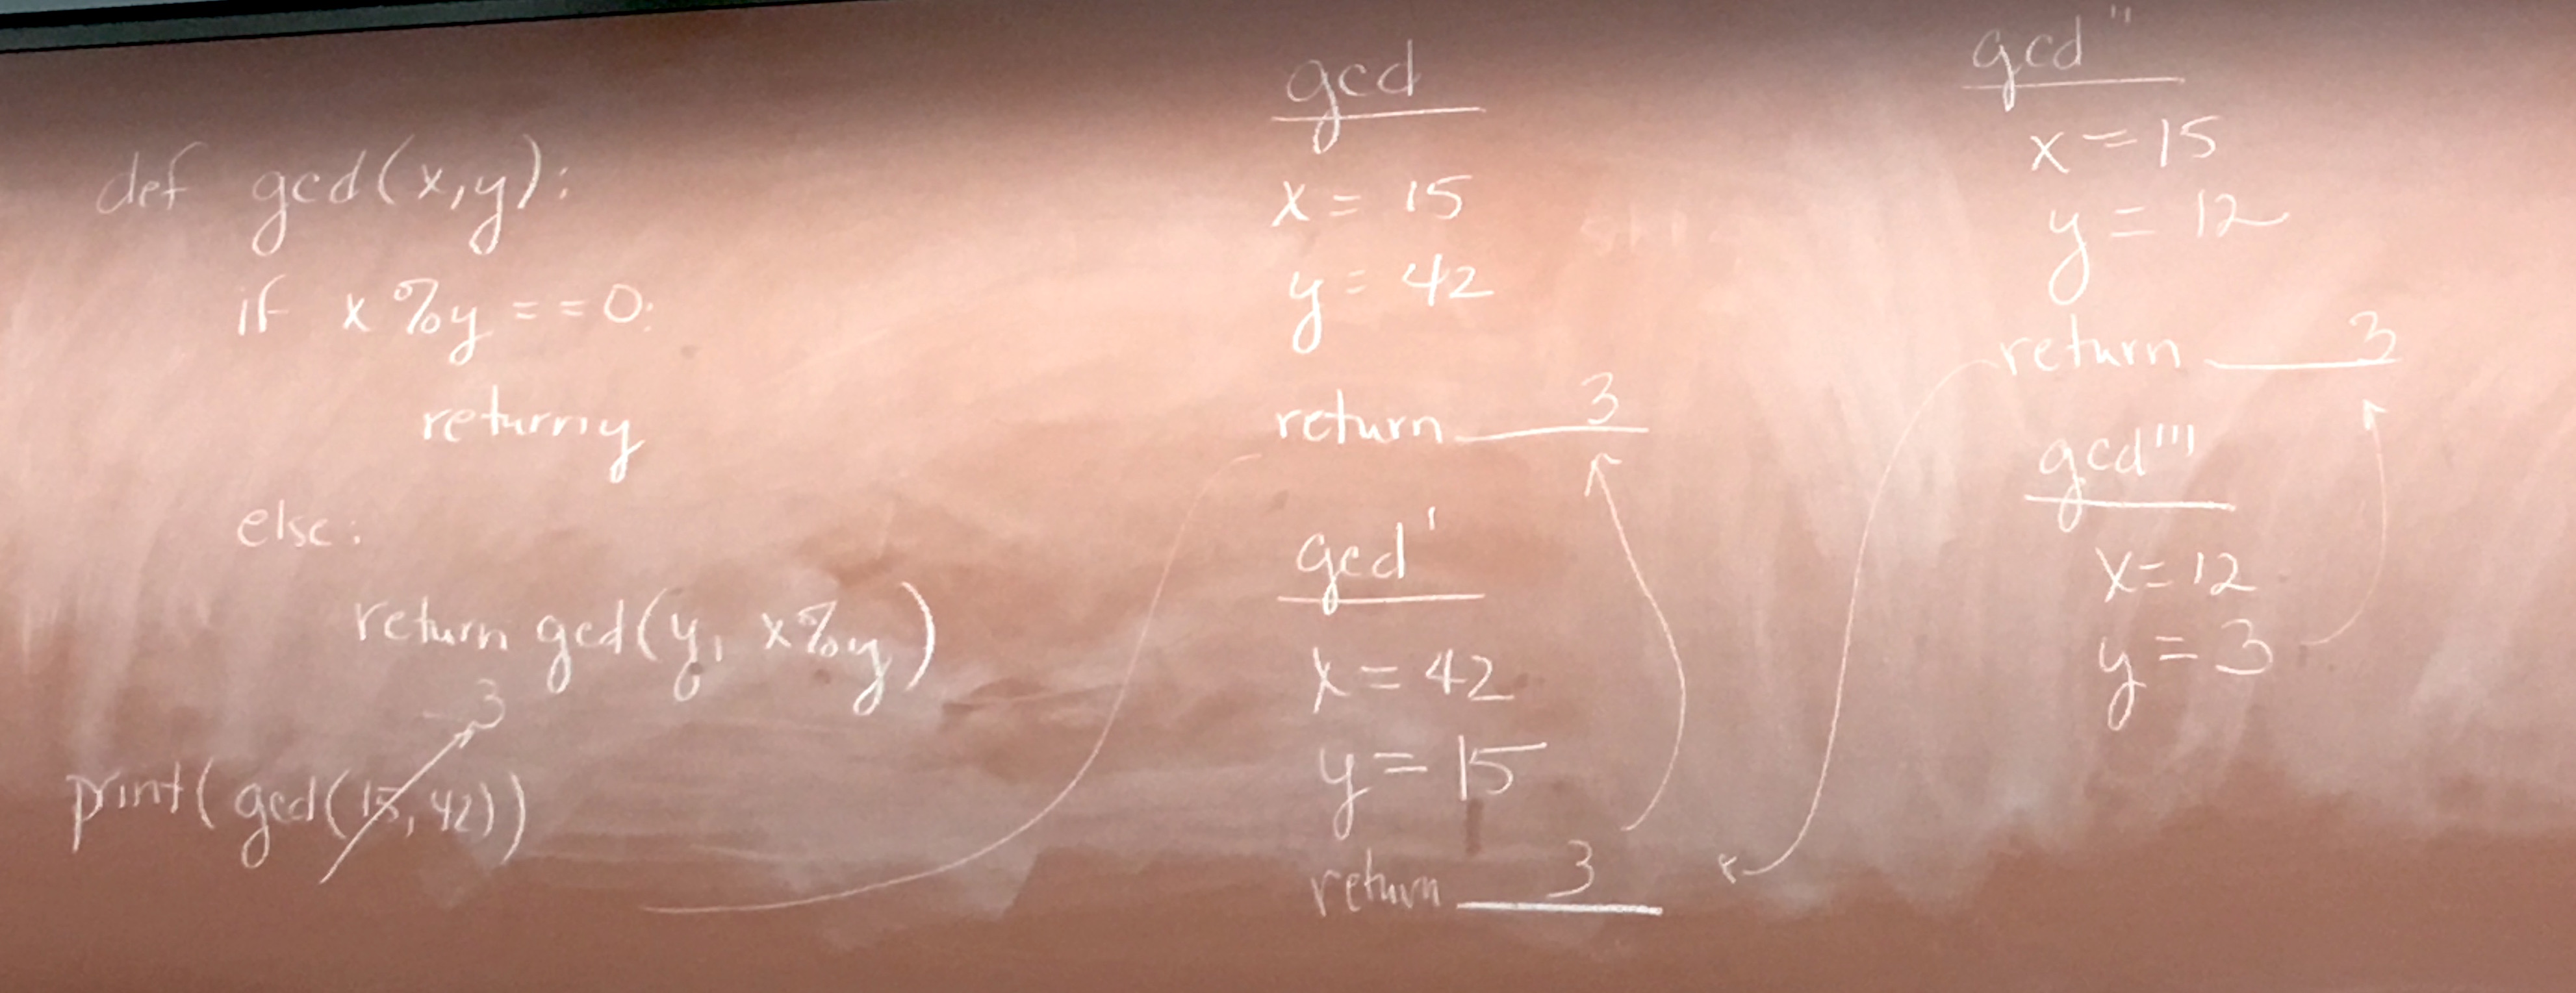 def gcd(x,y):
if x%y==0:
return y
else:
return gcd(y, x%y)
3
print(gcd(15,42))
gcd
x = 15
y = 42
return 3
gcd'
x = 42
y = 15
return 3
gcd''
x = 15
y = 12
return 3
gcd'''
x = 12
y = 3